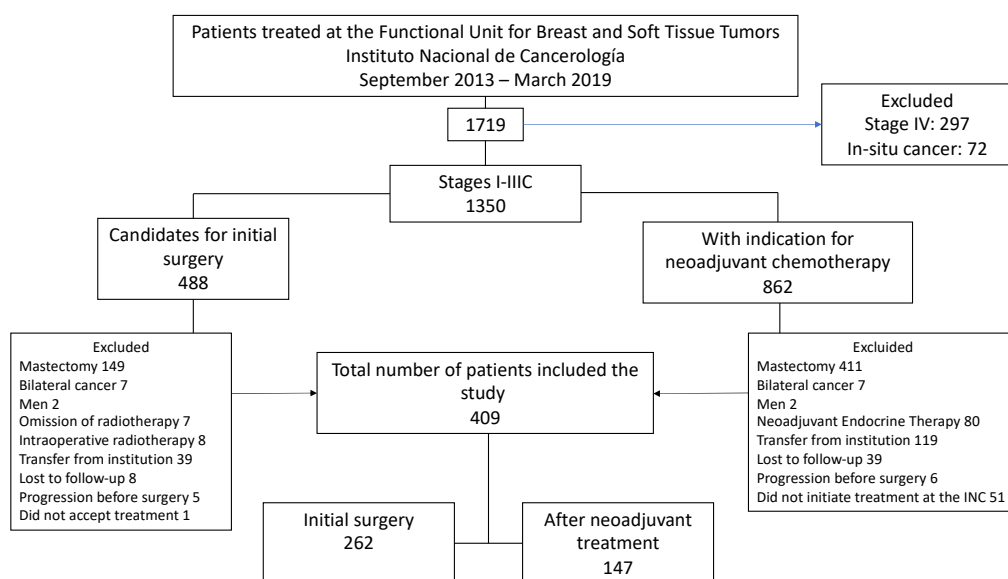 Patients treated at the Functional Unit for Breast and Soft Tissue Tumors
Instituto Nacional de Cancerología
September 2013 – March 2019
1719
Excluded
Stage IV: 297
In-situ cancer: 72
Stages I-IIIC
1350
Candidates for initial
surgery
488
With indication for
neoadjuvant chemotherapy
862
Excluded
Mastectomy 149
Bilateral cancer 7
Men 2
Omission of radiotherapy 7
Intraoperative radiotherapy 8
Transfer from institution 39
Lost to follow-up 8
Progression before surgery 5
Did not accept treatment 1
Total number of patients included the
study
409
Excluided
Mastectomy 411
Bilateral cancer 7
Men 2
Neoadjuvant Endocrine Therapy 80
Transfer from institution 119
Lost to follow-up 39
Progression before surgery 6
Did not initiate treatment at the INC 51
Initial surgery
262
After neoadjuvant
treatment
147